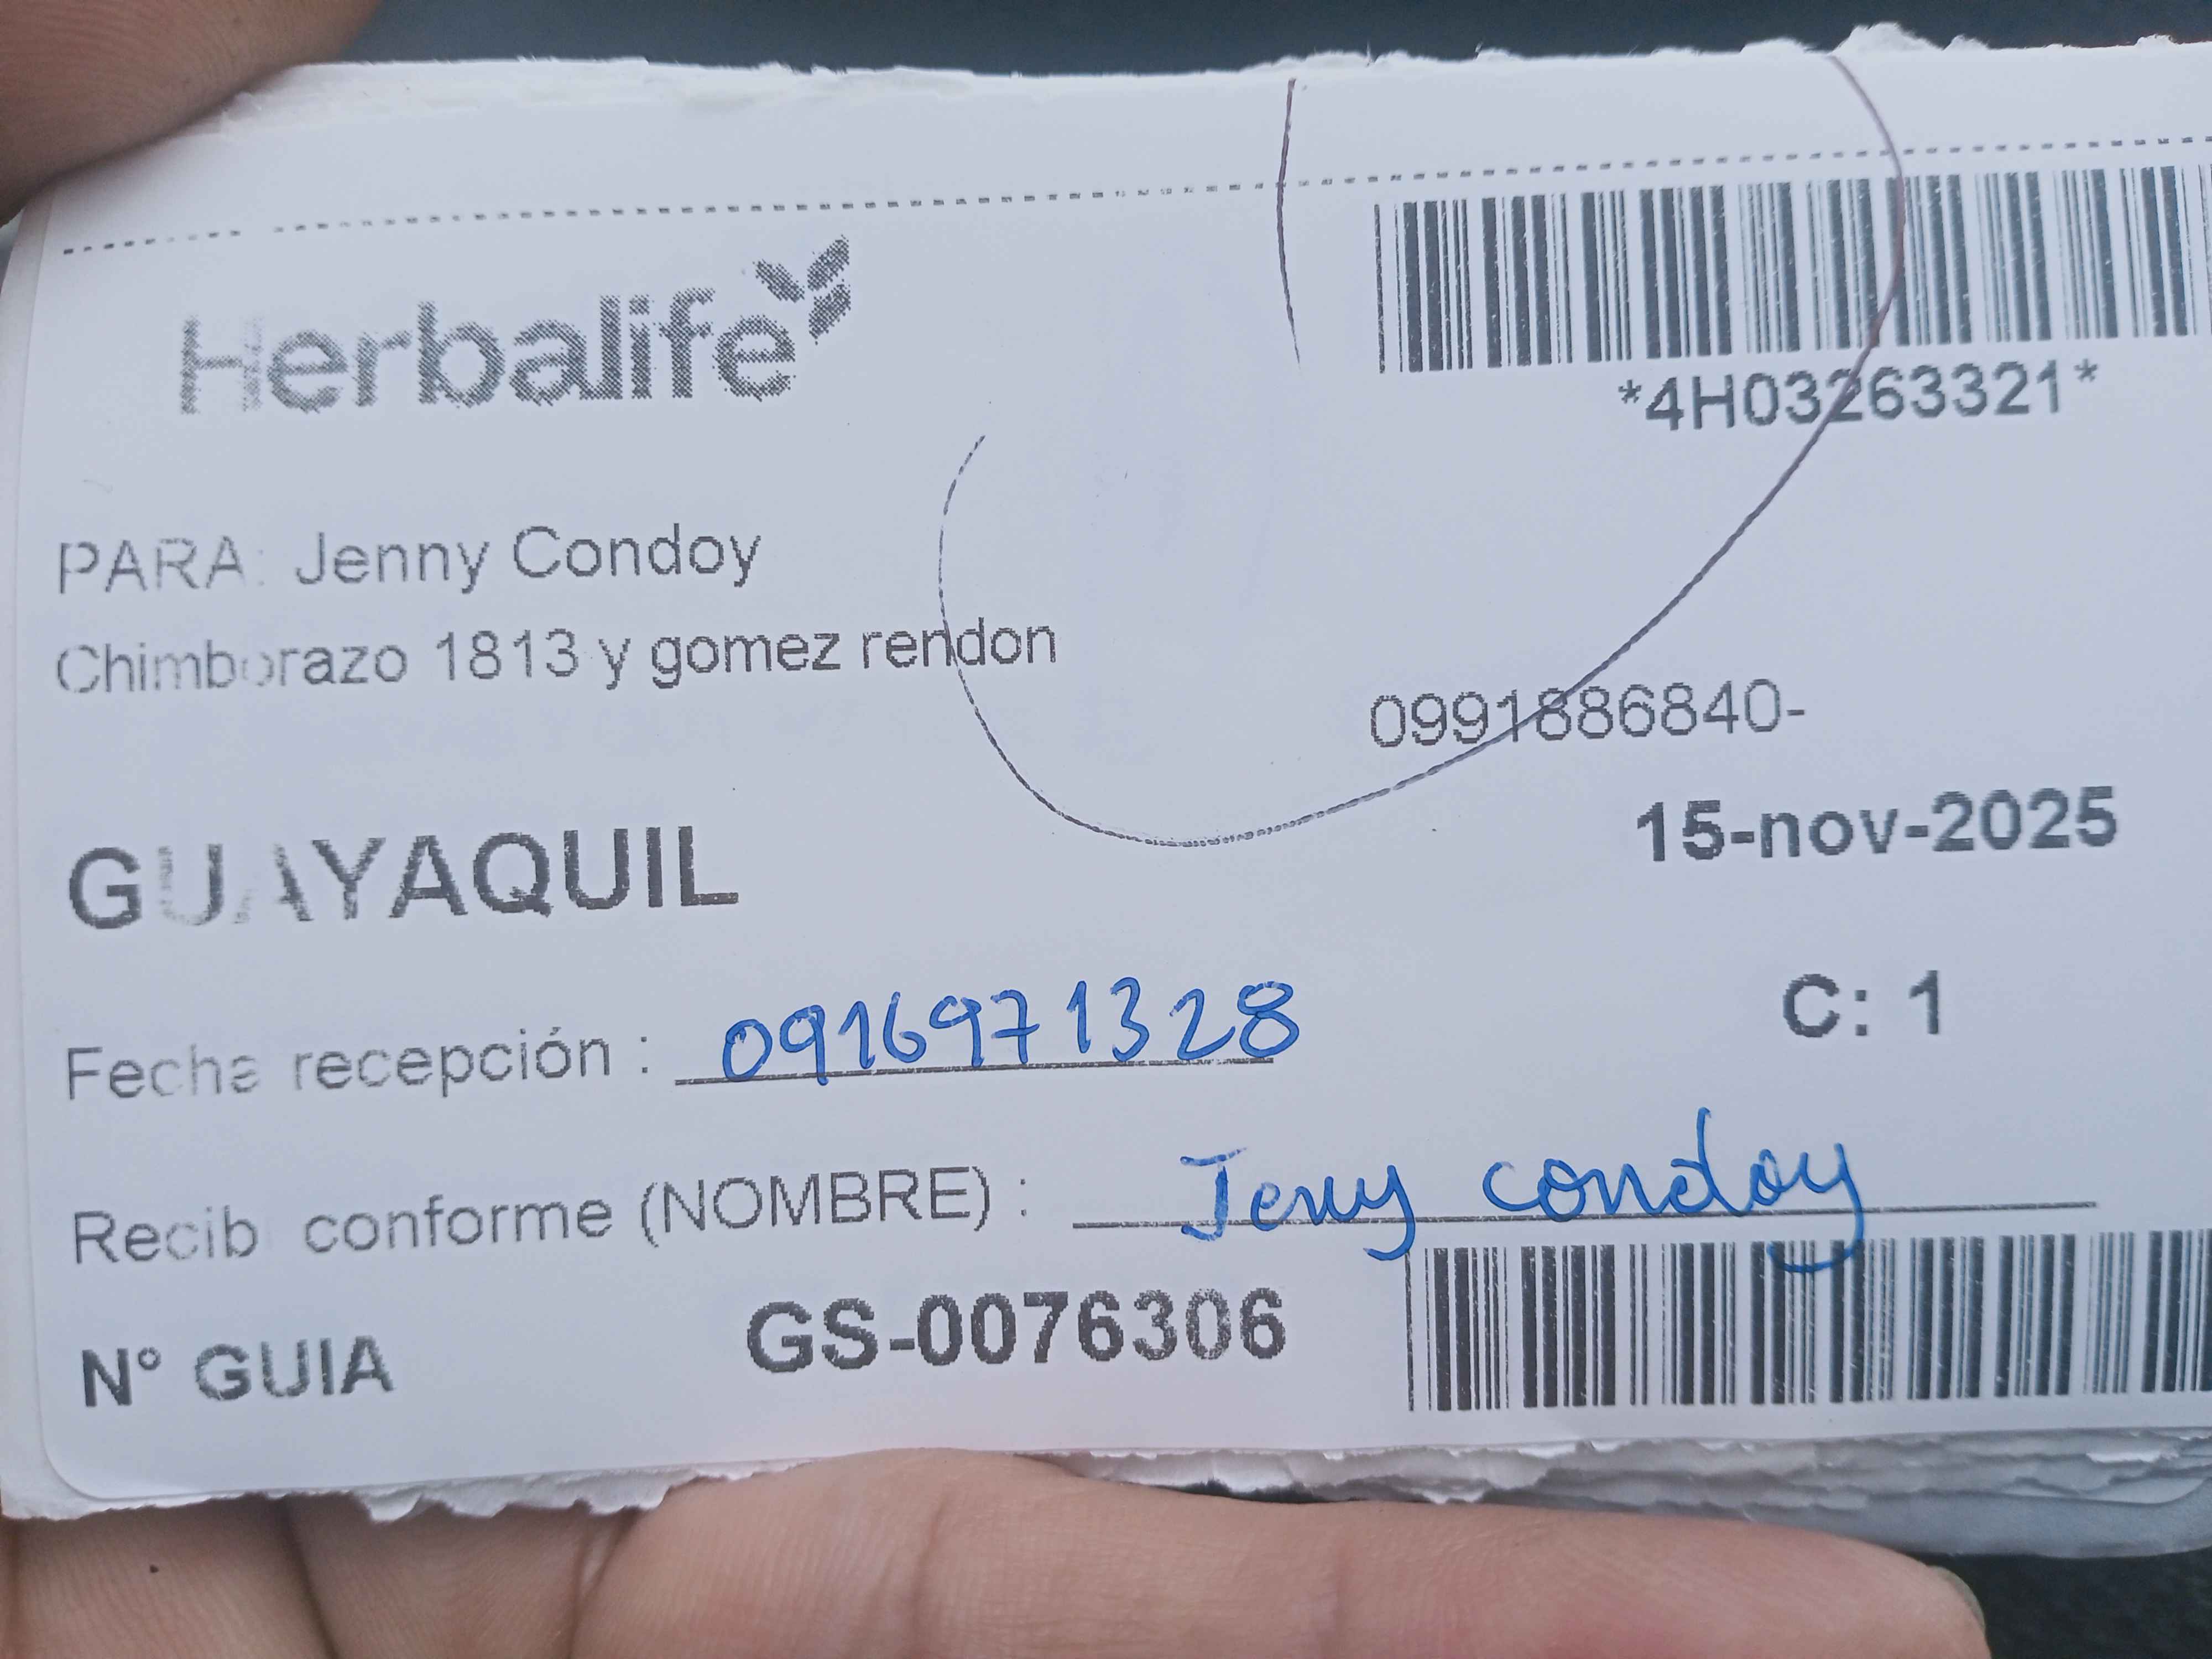 Herbalife
*4H03263321*
PARA: Jenny Condoy
Chimborazo 1813 y gomez rendon
0991886840-
15-nov-2025
GUAYAQUIL
C: 1
Fecha recepción : 0916971328
Recib conforme (NOMBRE) : Jenny condoy
N° GUIA GS-0076306